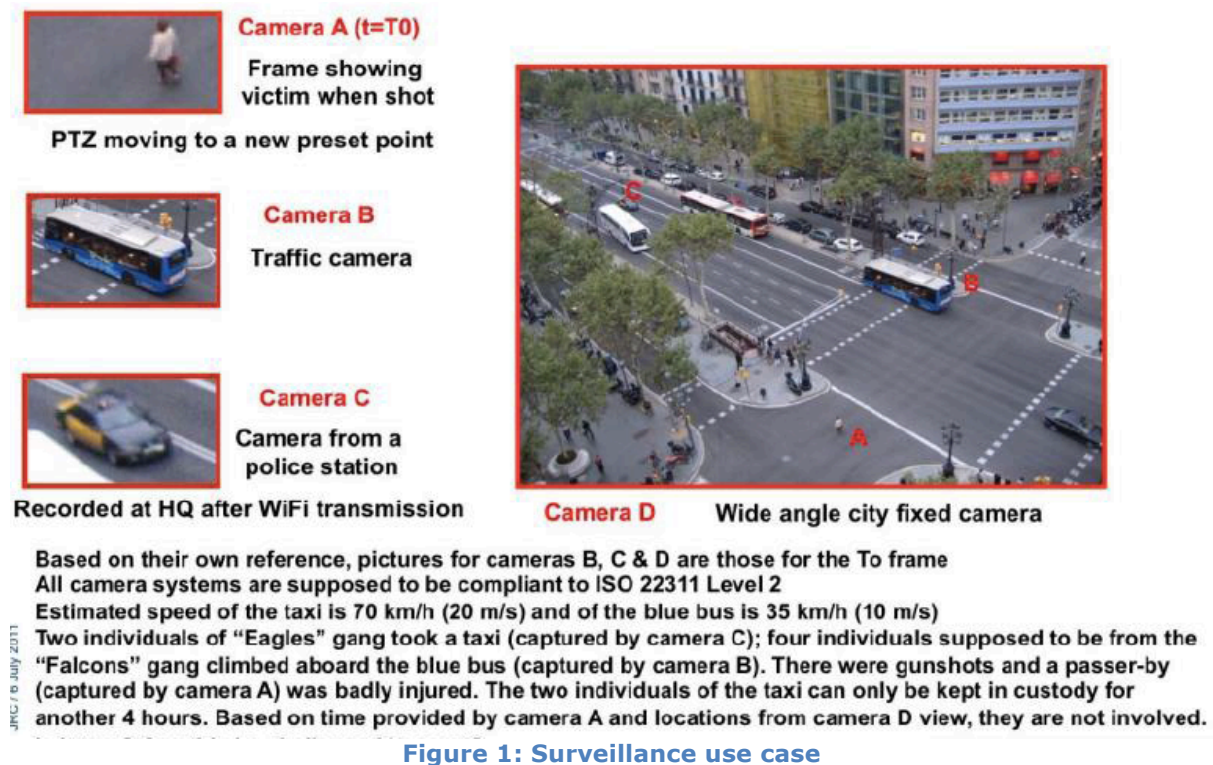 Camera A (t=T0)
Frame showing
victim when shot
PTZ moving to a new preset point
Camera B
Traffic camera
Camera C
Camera from a
police station
Recorded at HQ after WiFi transmission
C
B
A
Camera D Wide angle city fixed camera
Based on their own reference, pictures for cameras B, C & D are those for the To frame
All camera systems are supposed to be compliant to ISO 22311 Level 2
Estimated speed of the taxi is 70 km/h (20 m/s) and of the blue bus is 35 km/h (10 m/s)
Two individuals of “Eagles” gang took a taxi (captured by camera C); four individuals supposed to be from the
“Falcons” gang climbed aboard the blue bus (captured by camera B). There were gunshots and a passer-by
(captured by camera A) was badly injured. The two individuals of the taxi can only be kept in custody for
another 4 hours. Based on time provided by camera A and locations from camera D view, they are not involved.
JRC / 6 July 2011
Figure 1: Surveillance use case